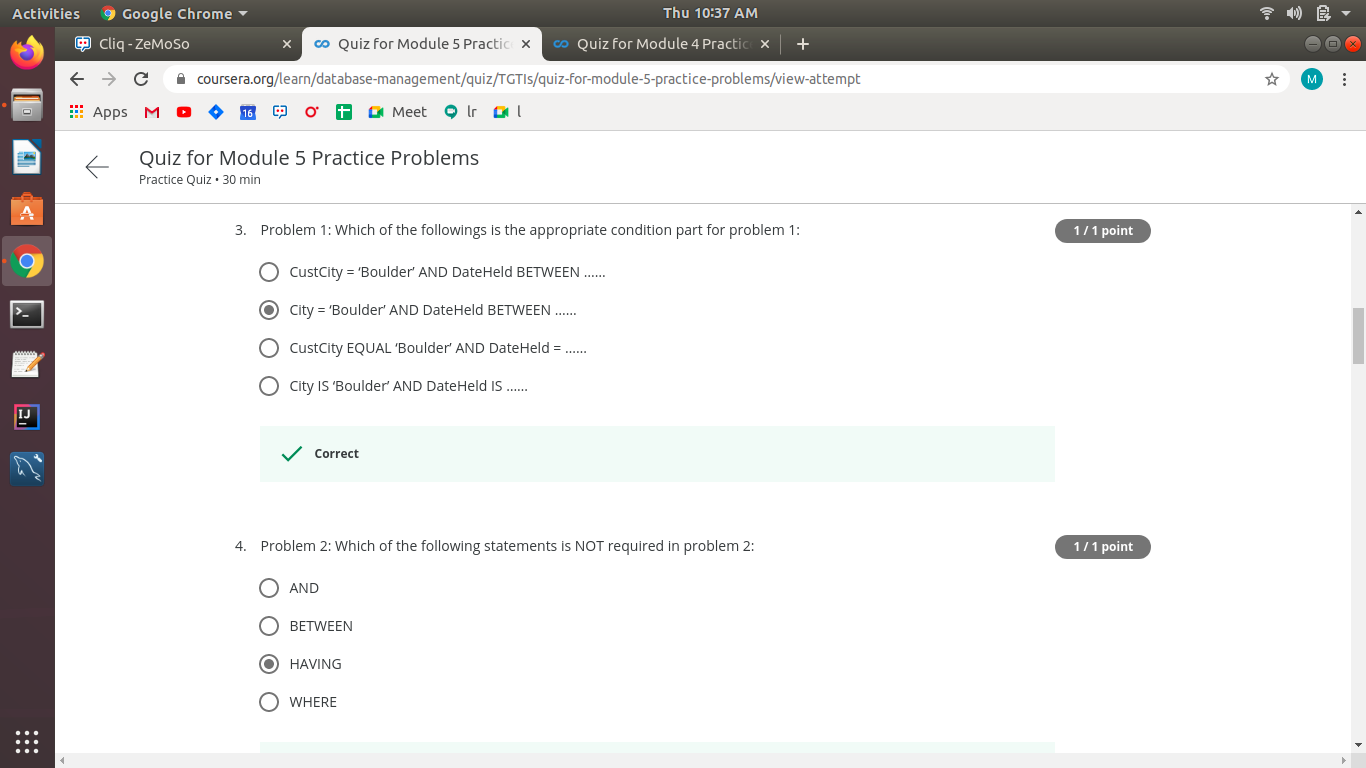 Activities
Google Chrome
Thu 10:37 AM
Cliq - ZeMoSo
Quiz for Module 5 Practic
Quiz for Module 4 Practic
coursera.org/learn/database-management/quiz/TGTIs/quiz-for-module-5-practice-problems/view-attempt
M
Apps
16
Meet
lr
l
Quiz for Module 5 Practice Problems
Practice Quiz • 30 min
3. Problem 1: Which of the followings is the appropriate condition part for problem 1:
1 / 1 point
CustCity = ‘Boulder’ AND DateHeld BETWEEN ……
City = ‘Boulder’ AND DateHeld BETWEEN ……
CustCity EQUAL ‘Boulder’ AND DateHeld = ……
City IS ‘Boulder’ AND DateHeld IS ……
Correct
4. Problem 2: Which of the following statements is NOT required in problem 2:
1 / 1 point
AND
BETWEEN
HAVING
WHERE